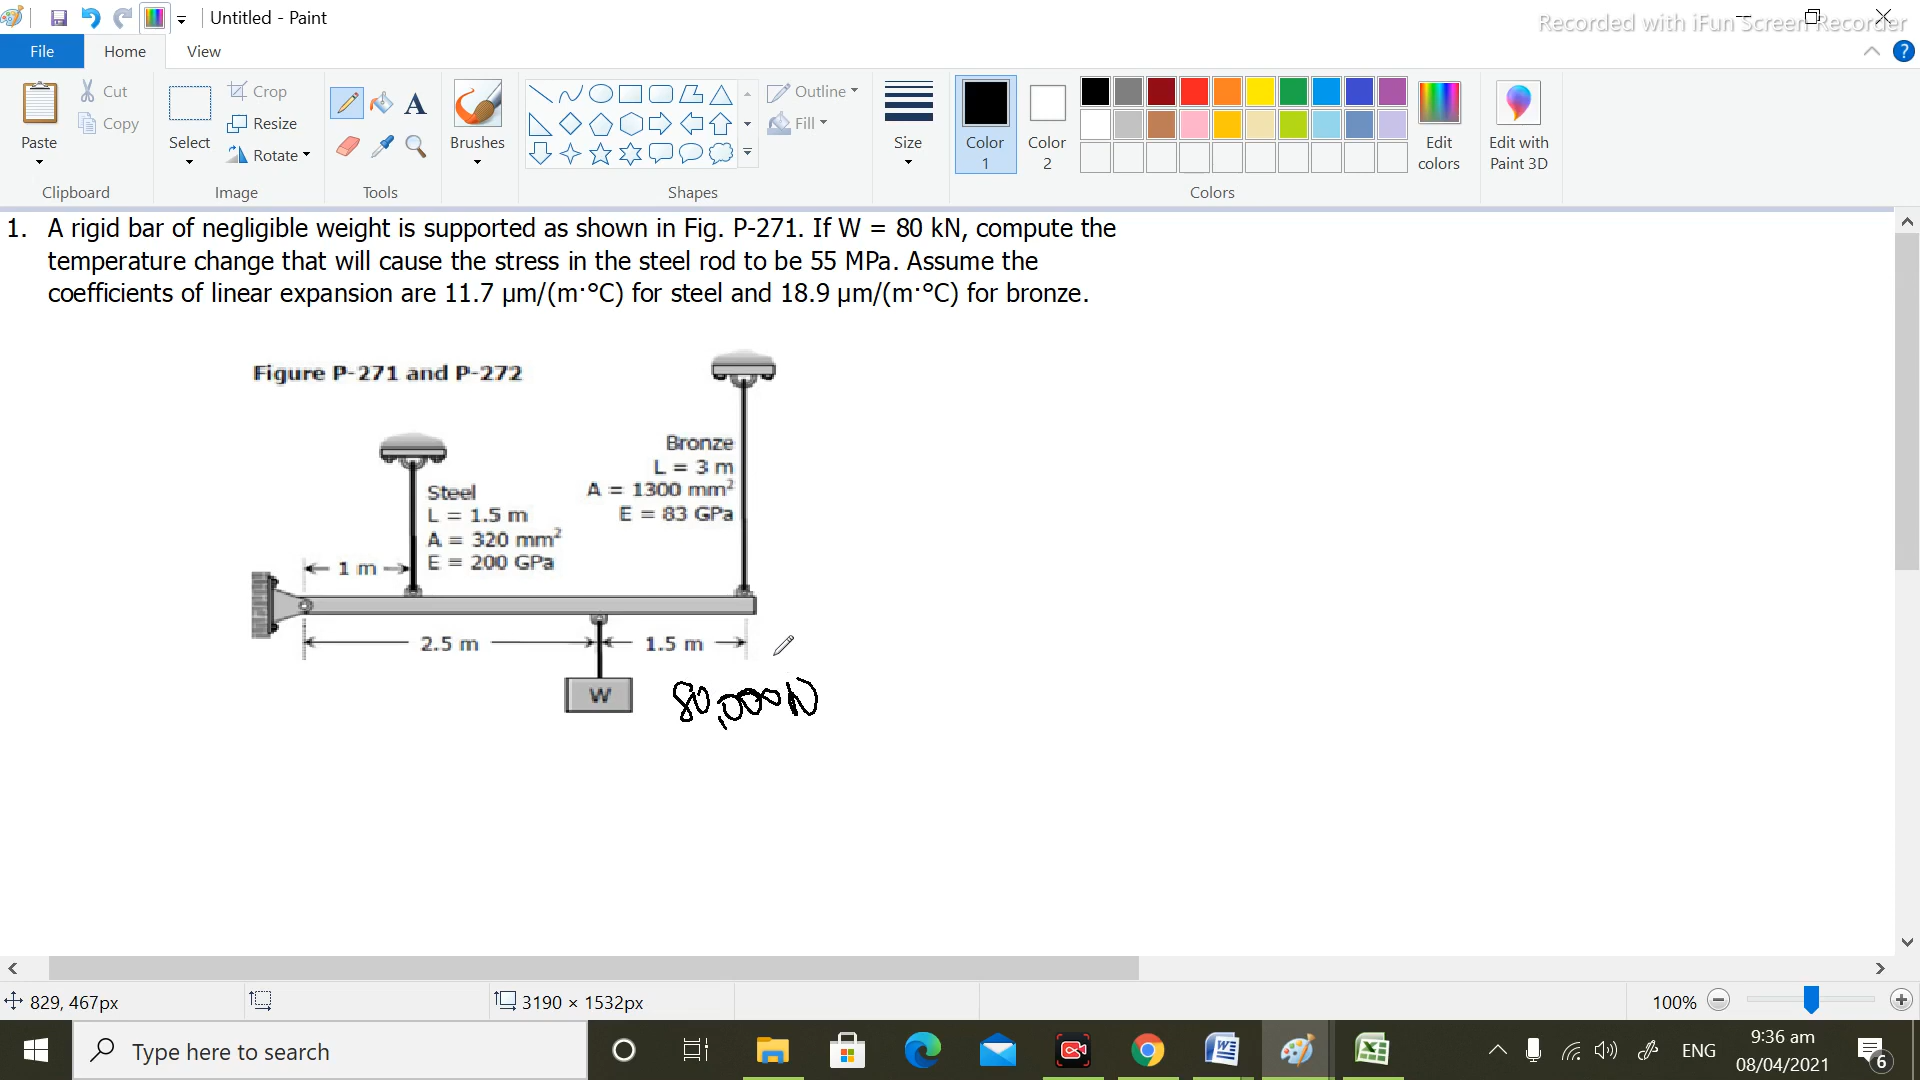 Untitled - Paint
Recorded with iFun Screen Recorder
File Home View
Paste
Cut
Copy
Clipboard
Select
Crop
Resize
Rotate
Image
Tools
Brushes
Shapes
Outline
Fill
Size
Color 1
Color 2
Colors
Edit colors
Edit with Paint 3D
1. A rigid bar of negligible weight is supported as shown in Fig. P-271. If W = 80 kN, compute the
temperature change that will cause the stress in the steel rod to be 55 MPa. Assume the
coefficients of linear expansion are 11.7 µm/(m·°C) for steel and 18.9 µm/(m·°C) for bronze.
Figure P-271 and P-272
Bronze
L = 3 m
A = 1300 mm²
E = 83 GPa
Steel
L = 1.5 m
A = 320 mm²
E = 200 GPa
1 m
2.5 m
1.5 m
W
80,000N
829, 467px
3190 × 1532px
100%
Type here to search
ENG
9:36 am
08/04/2021
6